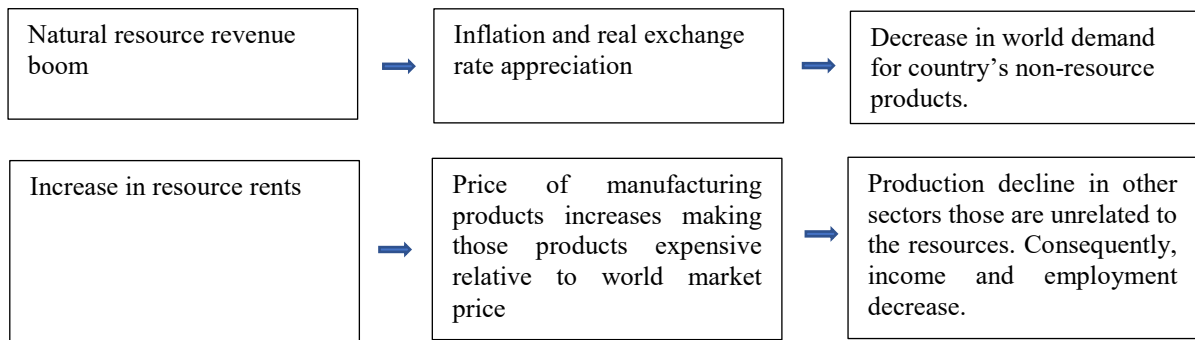 Natural resource revenue
boom
Inflation and real exchange
rate appreciation
Decrease in world demand
for country’s non-resource
products.
Increase in resource rents
Price of manufacturing
products increases making
those products expensive
relative to world market
price
Production decline in other
sectors those are unrelated to
the resources. Consequently,
income and employment
decrease.